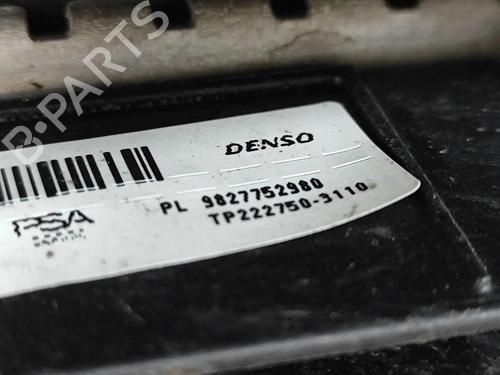 B-PARTS
DENSO
PSA
PL 9827752980
TP222750-3110